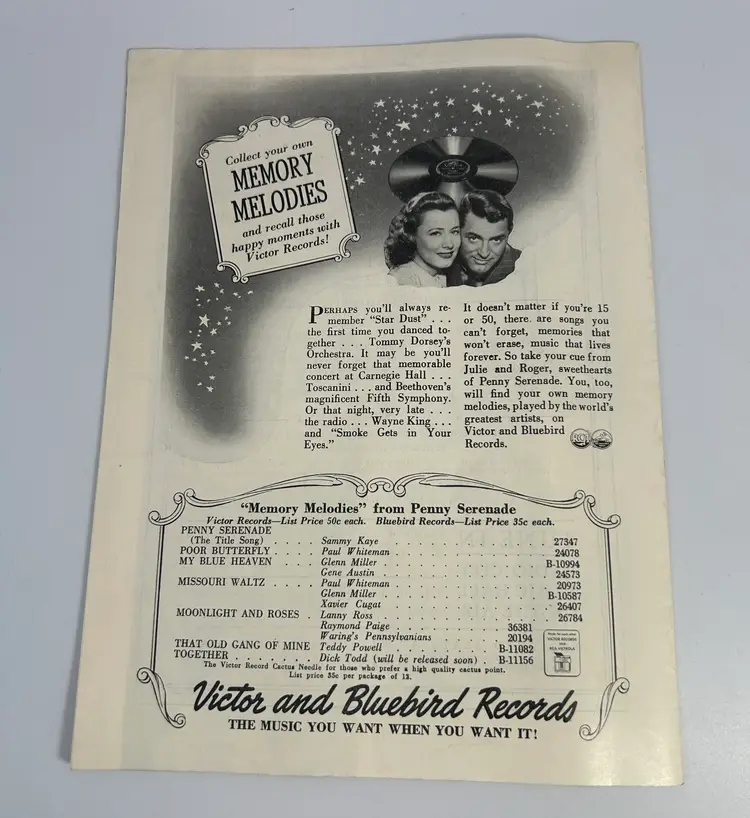 Collect your own
MEMORY
MELODIES
and recall those
happy moments with
Victor Records!
PERHAPS you'll always re-
member "Star Dust" . . .
the first time you danced to-
gether . . . Tommy Dorsey's
Orchestra. It may be you'll
never forget that memorable
concert at Carnegie Hall . . .
Toscanini . . . and Beethoven's
magnificent Fifth Symphony.
Or that night, very late . . .
the radio . . . Wayne King . . .
and "Smoke Gets in Your
Eyes."
It doesn't matter if you're 15
or 50, there are songs you
can't forget, memories that
won't erase, music that lives
forever. So take your cue from
Julie and Roger, sweethearts
of Penny Serenade. You, too,
will find your own memory
melodies, played by the world's
greatest artists, on
Victor and Bluebird
Records.
RCA
"Memory Melodies" from Penny Serenade
Victor Records—List Price 50c each. Bluebird Records—List Price 35c each.
PENNY SERENADE
(The Title Song) . . . . Sammy Kaye . . . . . . . . . . . . 27347
POOR BUTTERFLY . . . . Paul Whiteman . . . . . . . . . . . 24078
MY BLUE HEAVEN . . . Glenn Miller . . . . . . . . . . . B-10994
Gene Austin . . . . . . . . . . . . 24573
MISSOURI WALTZ . . . . Paul Whiteman . . . . . . . . . . . 20973
Glenn Miller . . . . . . . . . . . B-10587
Xavier Cugat . . . . . . . . . . . 26407
MOONLIGHT AND ROSES . Lanny Ross . . . . . . . . . . . . 26784
Raymond Paige . . . . . . . . 36381
Waring's Pennsylvanians . . . . . 20194
THAT OLD GANG OF MINE Teddy Powell . . . . . . . . B-11082
TOGETHER . . . . . . . Dick Todd (will be released soon) . B-11156
The Victor Record Cactus Needle for those who prefer a high quality cactus point.
List price 35c per package of 12.
VICTOR RECORDS
RCA VICTROLA
Victor and Bluebird Records
THE MUSIC YOU WANT WHEN YOU WANT IT!